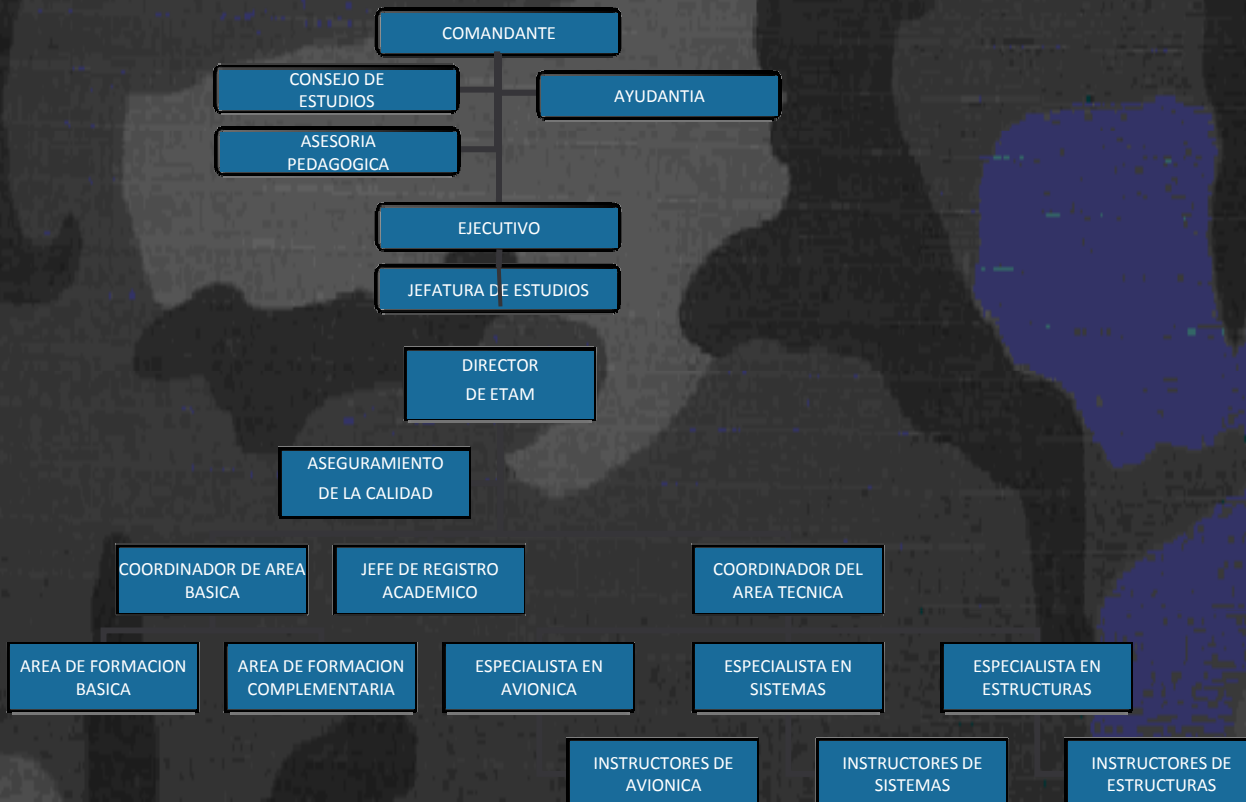 COMANDANTE
CONSEJO DE
ESTUDIOS
AYUDANTIA
ASESORIA
PEDAGOGICA
EJECUTIVO
JEFATURA DE ESTUDIOS
DIRECTOR
DE ETAM
ASEGURAMIENTO
DE LA CALIDAD
COORDINADOR DE AREA
BASICA
JEFE DE REGISTRO
ACADEMICO
COORDINADOR DEL
AREA TECNICA
AREA DE FORMACION
BASICA
AREA DE FORMACION
COMPLEMENTARIA
ESPECIALISTA EN
AVIONICA
ESPECIALISTA EN
SISTEMAS
ESPECIALISTA EN
ESTRUCTURAS
INSTRUCTORES DE
AVIONICA
INSTRUCTORES DE
SISTEMAS
INSTRUCTORES DE
ESTRUCTURAS